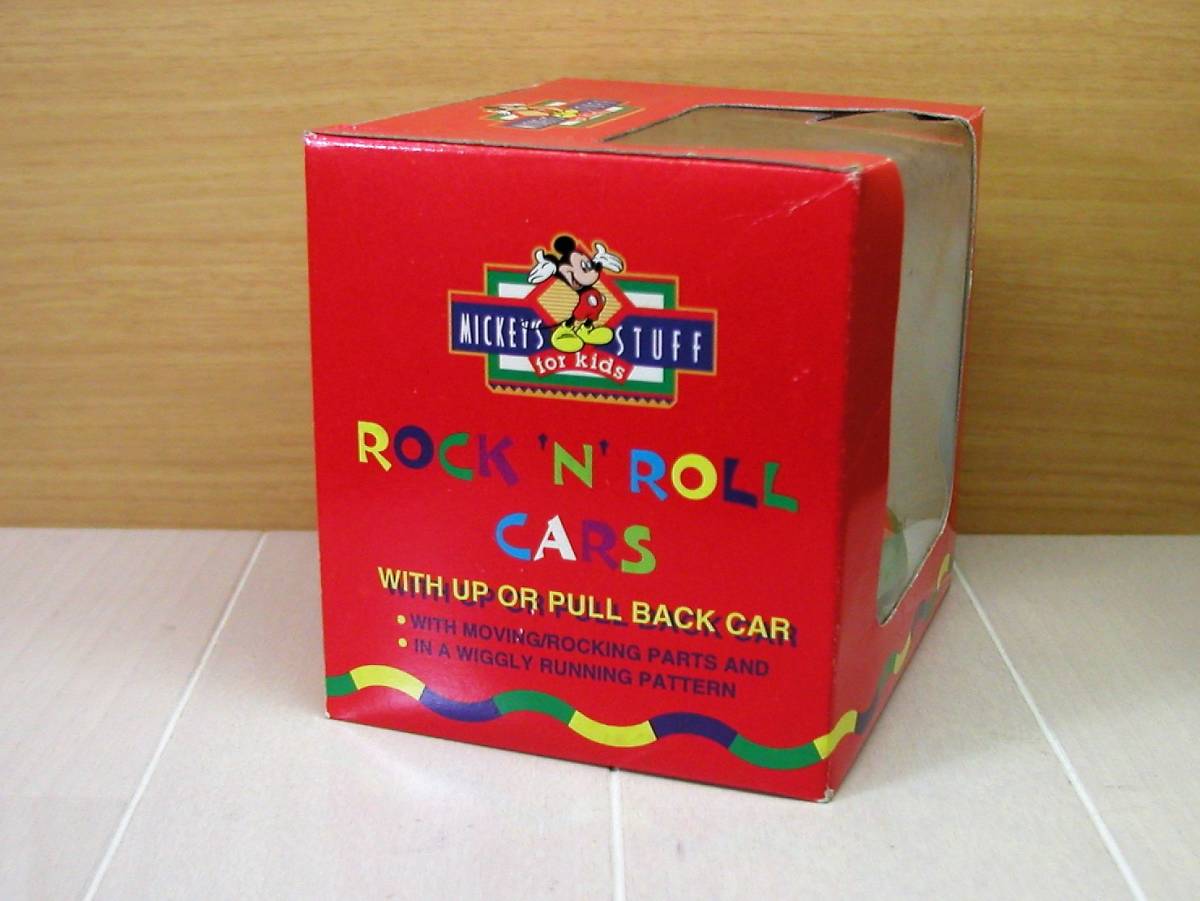 MICKEY'S STUFF
for kids
ROCK 'N' ROLL
CARS
WITH UP OR PULL BACK CAR
• WITH MOVING/ROCKING PARTS AND
• IN A WIGGLY RUNNING PATTERN